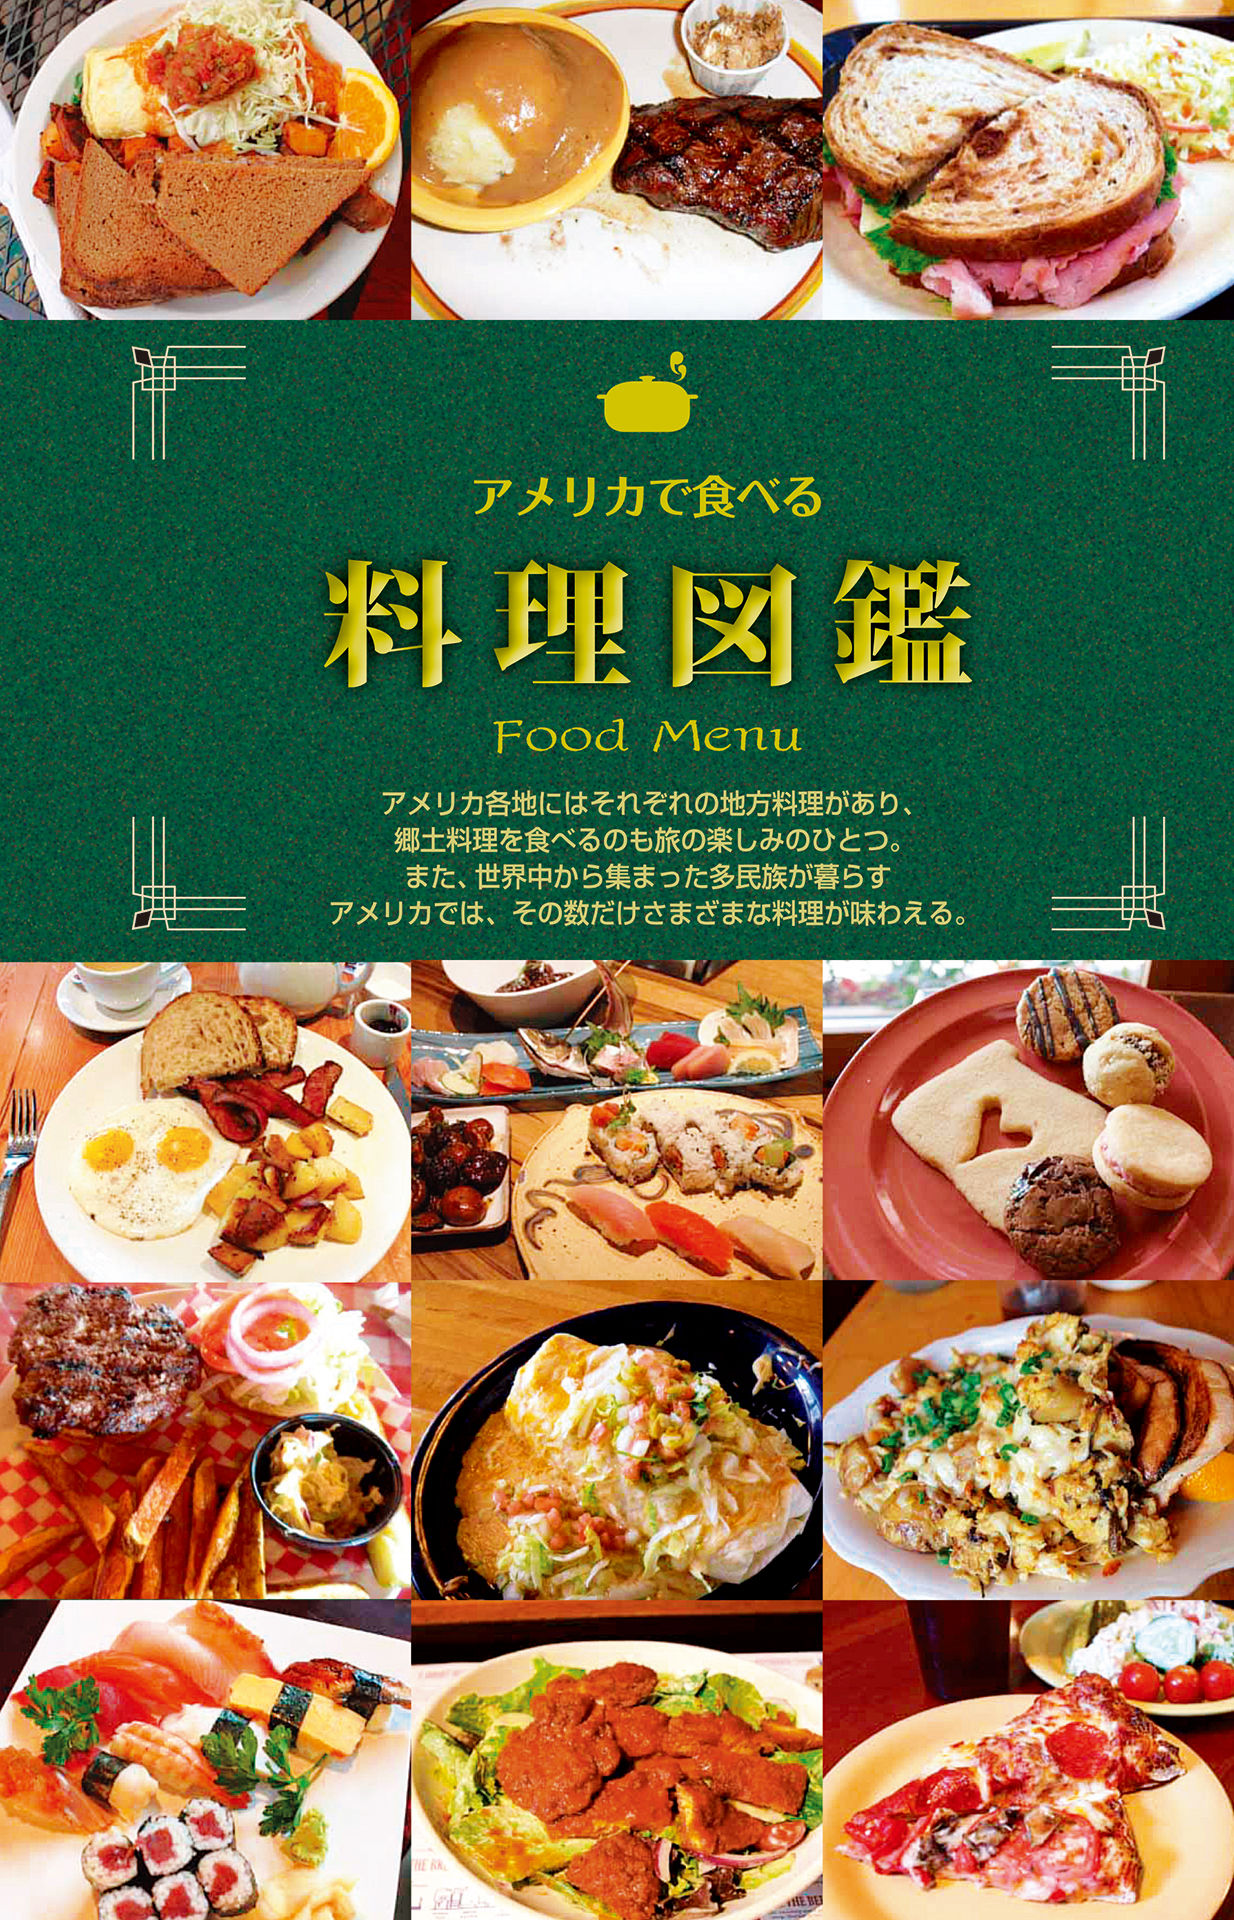 アメリカで食べる
料理図鑑
Food Menu
アメリカ各地にはそれぞれの地方料理があり、
郷土料理を食べるのも旅の楽しみのひとつ。
また、世界中から集まった多民族が暮らす
アメリカでは、その数だけさまざまな料理が味わえる。